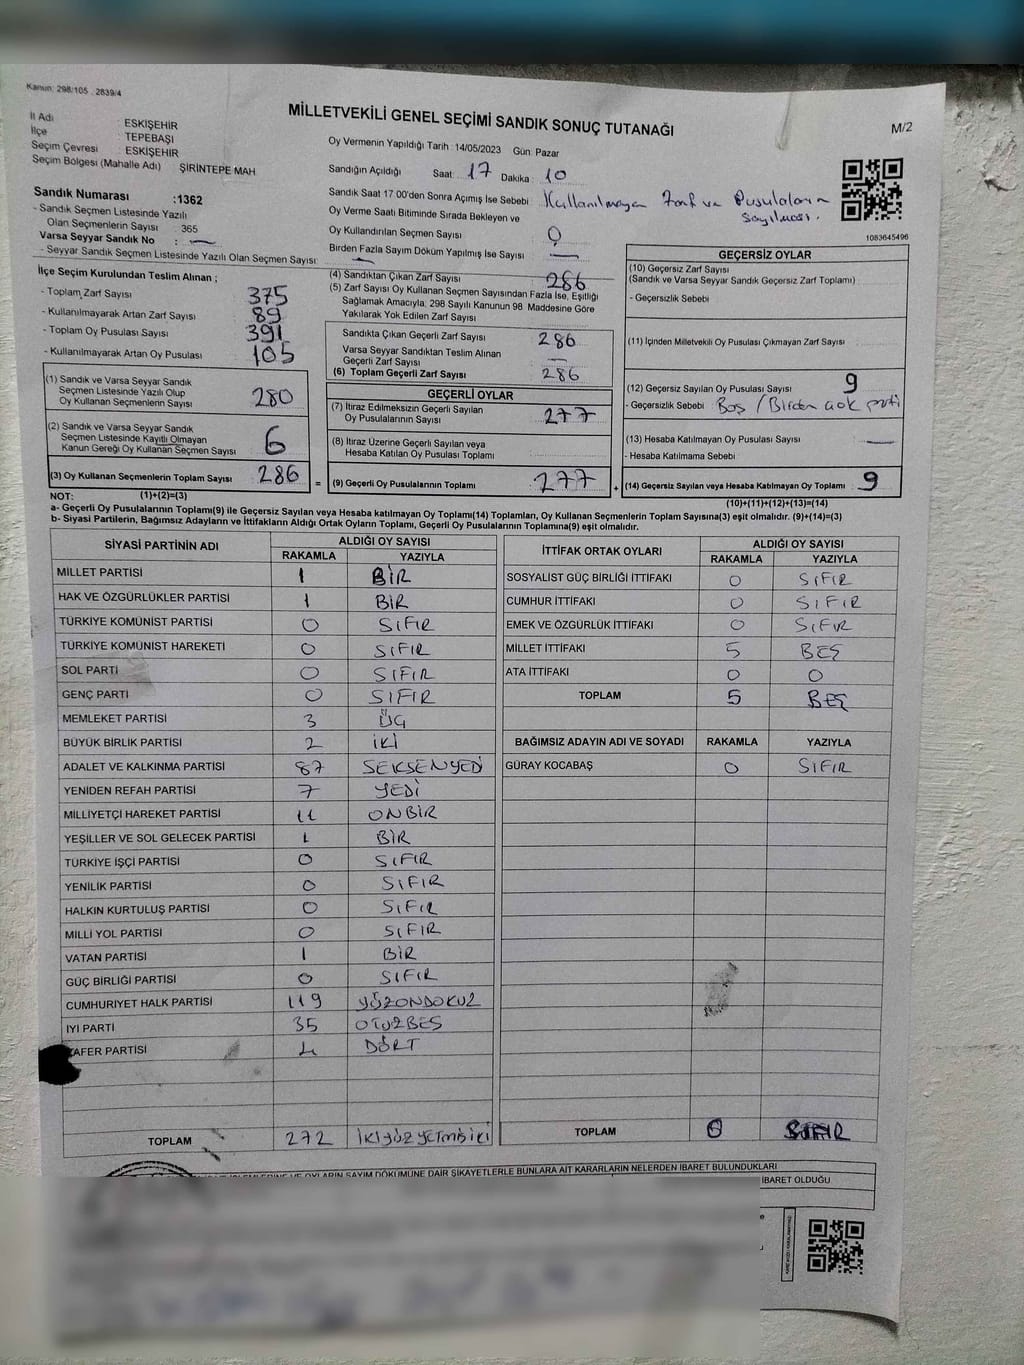 Kanun: 298/105 . 2839/4
MİLLETVEKİLİ GENEL SEÇİMİ SANDIK SONUÇ TUTANAĞI
M/2
İl Adı : ESKİŞEHİR
İlçe : TEPEBAŞI
Seçim Çevresi : ESKİŞEHİR
Seçim Bölgesi (Mahalle Adı) : ŞİRİNTEPE MAH
Sandık Numarası :1362
- Sandık Seçmen Listesinde Yazılı
Olan Seçmenlerin Sayısı : 365
Varsa Seyyar Sandık No : —
- Seyyar Sandık Seçmen Listesinde Yazılı Olan Seçmen Sayısı: —
Oy Vermenin Yapıldığı Tarih :14/05/2023 Gün: Pazar
Sandığın Açıldığı Saat: 17 Dakika : 10
Sandık Saat 17.00'den Sonra Açımış İse Sebebi Kullanılmayan Zarf ve Pusulaların sayılması.
Oy Verme Saati Bitiminde Sırada Bekleyen ve
Oy Kullandırılan Seçmen Sayısı 0
Birden Fazla Sayım Döküm Yapılmış İse Sayısı —
1083645496
İlçe Seçim Kurulundan Teslim Alınan ;
- Toplam Zarf Sayısı 375
- Kullanılmayarak Artan Zarf Sayısı 89
- Toplam Oy Pusulası Sayısı 391
- Kullanılmayarak Artan Oy Pusulası 105
(1) Sandık ve Varsa Seyyar Sandık
Seçmen Listesinde Yazılı Olup
Oy Kullanan Seçmenlerin Sayısı 280
(2) Sandık ve Varsa Seyyar Sandık
Seçmen Listesinde Kayıtlı Olmayan
Kanun Gereği Oy Kullanan Seçmen Sayısı 6
(3) Oy Kullanan Seçmenlerin Toplam Sayısı 286 =
(4) Sandıktan Çıkan Zarf Sayısı 286
(5) Zarf Sayısı Oy Kullanan Seçmen Sayısından Fazla İse, Eşitliği
Sağlamak Amacıyla; 298 Sayılı Kanunun 98. Maddesine Göre
Yakılarak Yok Edilen Zarf Sayısı
Sandıkta Çıkan Geçerli Zarf Sayısı 286
Varsa Seyyar Sandıktan Teslim Alınan
Geçerli Zarf Sayısı —
(6) Toplam Geçerli Zarf Sayısı 286
GEÇERLİ OYLAR
(7) İtiraz Edilmeksizin Geçerli Sayılan
Oy Pusulalarının Sayısı 277
(8) İtiraz Üzerine Geçerli Sayılan veya
Hesaba Katılan Oy Pusulası Toplamı
(9) Geçerli Oy Pusulalarının Toplamı 277 +
GEÇERSİZ OYLAR
(10) Geçersiz Zarf Sayısı
(Sandık ve Varsa Seyyar Sandık Geçersiz Zarf Toplamı) :
- Geçersizlik Sebebi :
(11) İçinden Milletvekili Oy Pusulası Çıkmayan Zarf Sayısı :
(12) Geçersiz Sayılan Oy Pusulası Sayısı : 9
- Geçersizlik Sebebi : Boş / Birden çok parti
(13) Hesaba Katılmayan Oy Pusulası Sayısı : —
- Hesaba Katılmama Sebebi :
(14) Geçersiz Sayılan veya Hesaba Katılmayan Oy Toplamı : 9
NOT: (1)+(2)=(3) (10)+(11)+(12)+(13)=(14)
a- Geçerli Oy Pusulalarının Toplamı(9) ile Geçersiz Sayılan veya Hesaba Katılmayan Oy Toplamı(14) Toplamları, Oy Kullanan Seçmenlerin Toplam Sayısına(3) eşit olmalıdır. (9)+(14)=(3)
b- Siyasi Partilerin, Bağımsız Adayların ve İttifakların Aldığı Ortak Oyların Toplamı, Geçerli Oy Pusulalarının Toplamına(9) eşit olmalıdır.
SİYASİ PARTİNİN ADI ALDIĞI OY SAYISI
RAKAMLA YAZIYLA
MİLLET PARTİSİ 1 BİR
HAK VE ÖZGÜRLÜKLER PARTİSİ 1 BİR
TÜRKİYE KOMÜNİST PARTİSİ 0 SIFIR
TÜRKİYE KOMÜNİST HAREKETİ 0 SIFIR
SOL PARTİ 0 SIFIR
GENÇ PARTİ 0 SIFIR
MEMLEKET PARTİSİ 3 ÜÇ
BÜYÜK BİRLİK PARTİSİ 2 İKİ
ADALET VE KALKINMA PARTİSİ 87 SEKSENYEDİ
YENİDEN REFAH PARTİSİ 7 YEDİ
MİLLİYETÇİ HAREKET PARTİSİ 11 ONBİR
YEŞİLLER VE SOL GELECEK PARTİSİ 1 BİR
TÜRKİYE İŞÇİ PARTİSİ 0 SIFIR
YENİLİK PARTİSİ 0 SIFIR
HALKIN KURTULUŞ PARTİSİ 0 SIFIR
MİLLİ YOL PARTİSİ 0 SIFIR
VATAN PARTİSİ 1 BİR
GÜÇ BİRLİĞİ PARTİSİ 0 SIFIR
CUMHURİYET HALK PARTİSİ 119 YÜZONDOKUZ
İYİ PARTİ 35 OTUZBEŞ
ZAFER PARTİSİ 4 DÖRT
TOPLAM 272 İKİYÜZYETMİŞİKİ
İTTİFAK ORTAK OYLARI ALDIĞI OY SAYISI
RAKAMLA YAZIYLA
SOSYALİST GÜÇ BİRLİĞİ İTTİFAKI 0 SIFIR
CUMHUR İTTİFAKI 0 SIFIR
EMEK VE ÖZGÜRLÜK İTTİFAKI 0 SIFIR
MİLLET İTTİFAKI 5 BEŞ
ATA İTTİFAKI 0 0
TOPLAM 5 BEŞ
BAĞIMSIZ ADAYIN ADI VE SOYADI RAKAMLA YAZIYLA
GÜRAY KOCABAŞ 0 SIFIR
TOPLAM 0 SIFIR
İŞLEMLERİNE VE OYLARIN SAYIM DÖKÜMÜNE DAİR ŞİKAYETLERLE BUNLARA AİT KARARLARIN NELERDEN İBARET BULUNDUKLARI
İBARET OLDUĞU